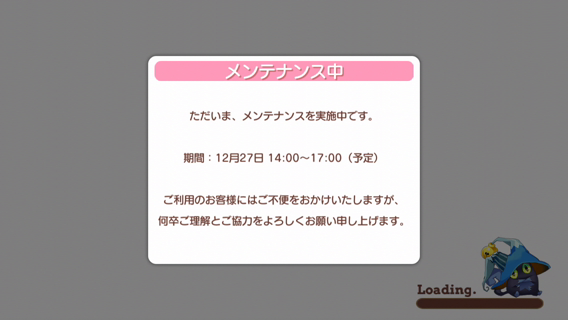 メンテナンス中
ただいま、メンテナンスを実施中です。
期間：12月27日 14:00～17:00（予定）
ご利用のお客様にはご不便をおかけいたしますが、
何卒ご理解とご協力をよろしくお願い申し上げます。
Loading.